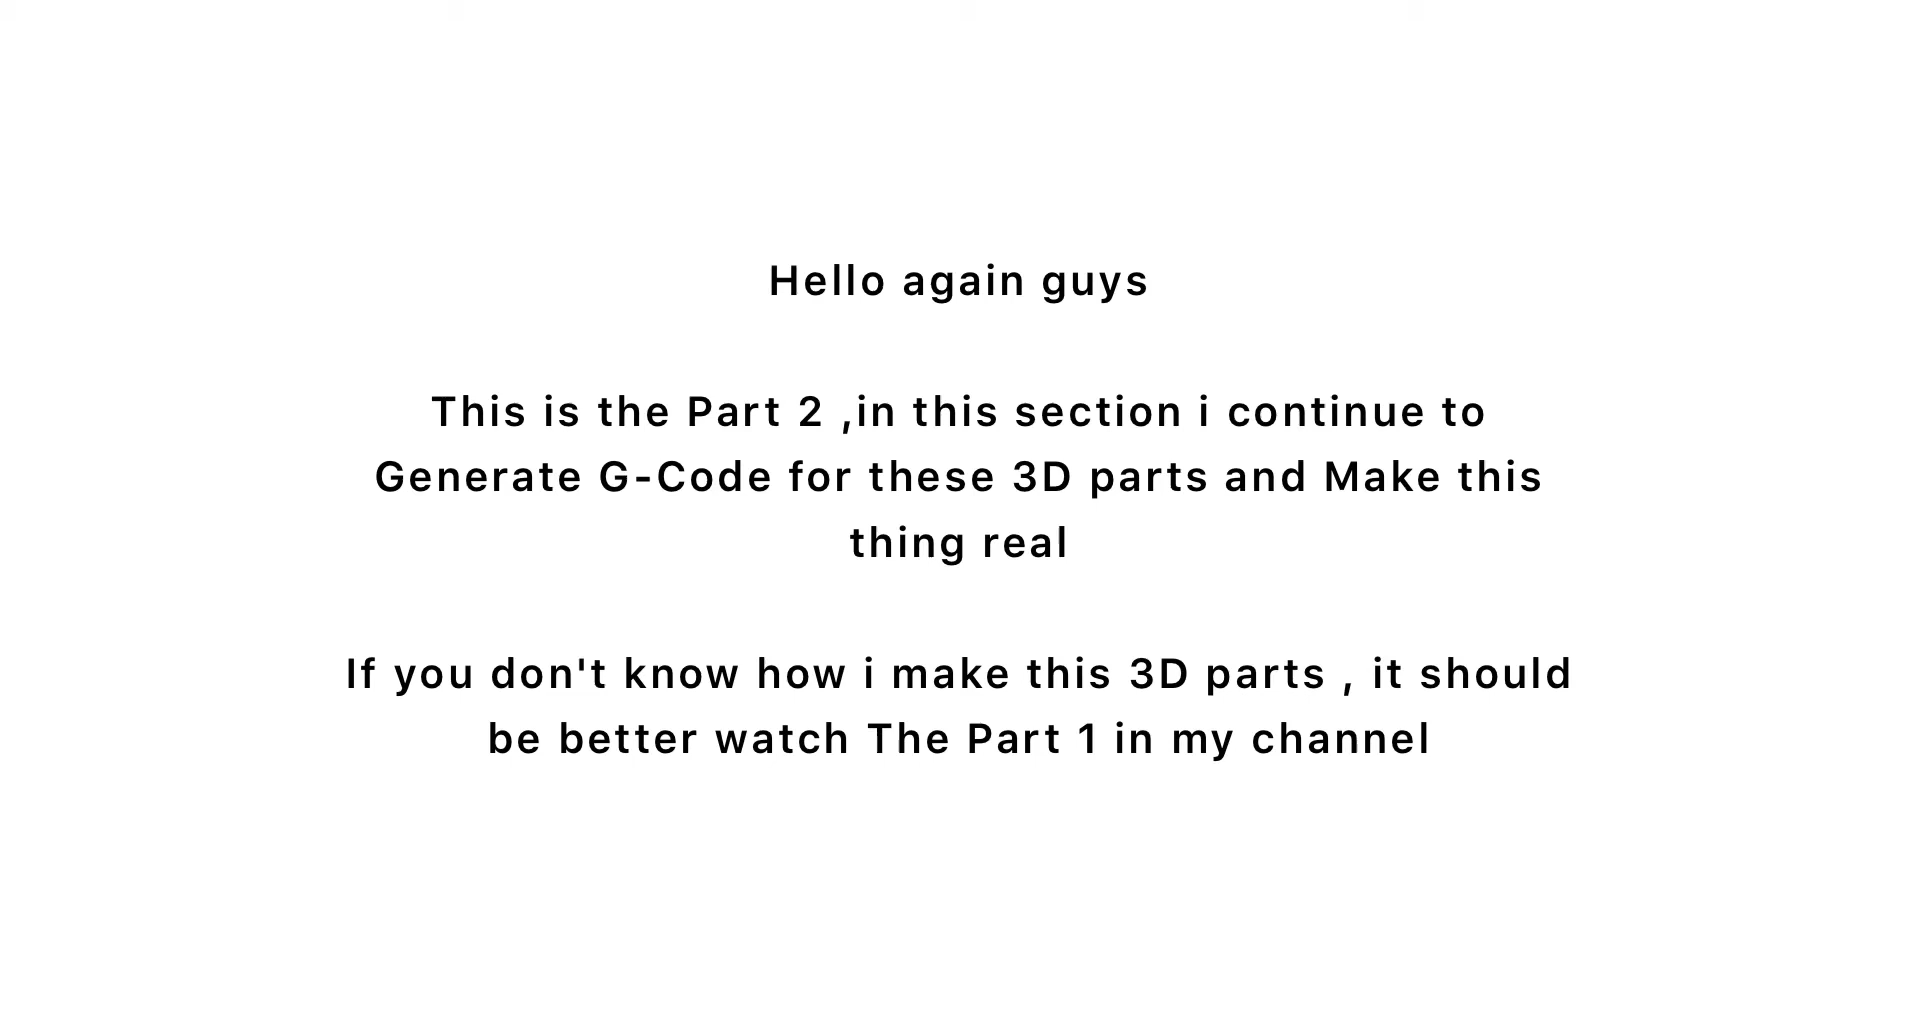 Hello again guys
This is the Part 2 ,in this section i continue to
Generate G-Code for these 3D parts and Make this
thing real
If you don't know how i make this 3D parts , it should
be better watch The Part 1 in my channel